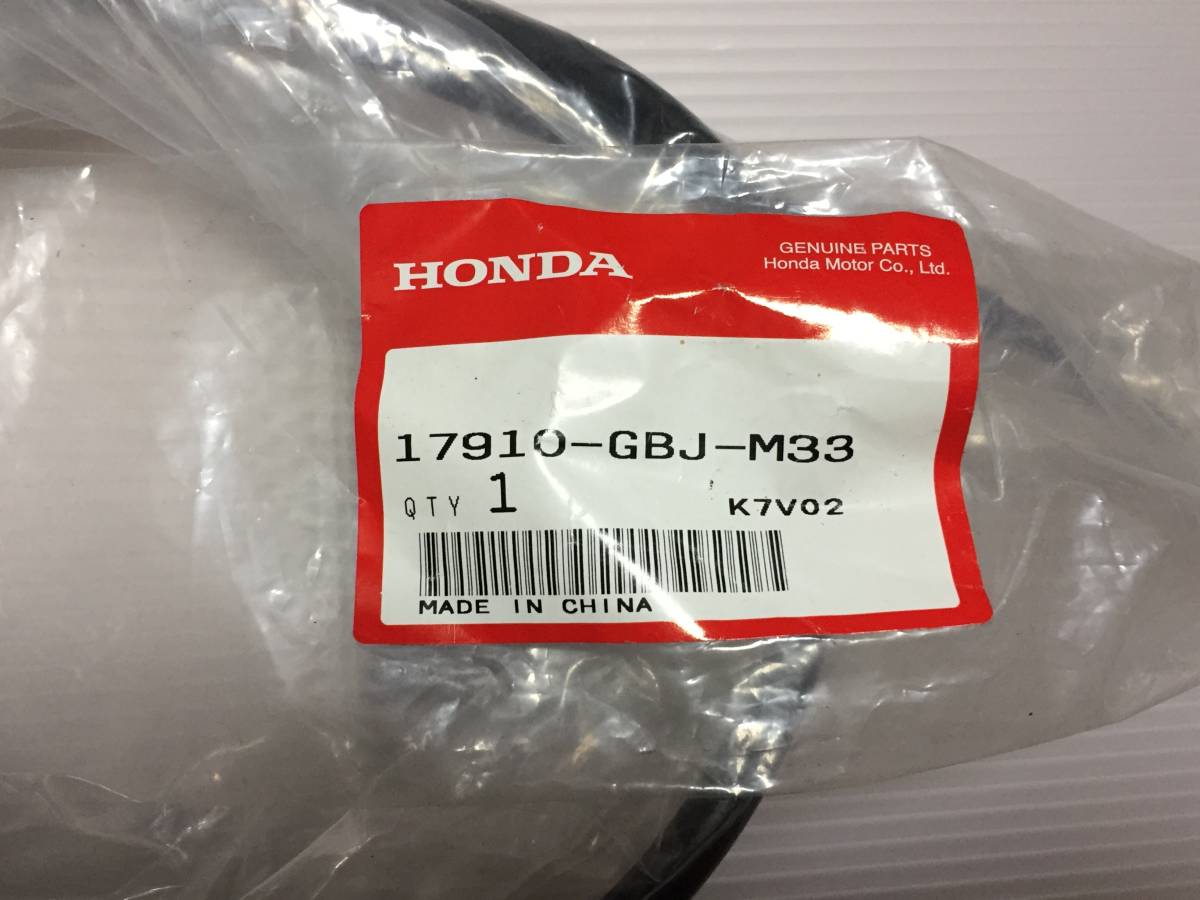 HONDA
GENUINE PARTS
Honda Motor Co., Ltd.
17910-GBJ-M33
QTY 1 K7V02
MADE IN CHINA